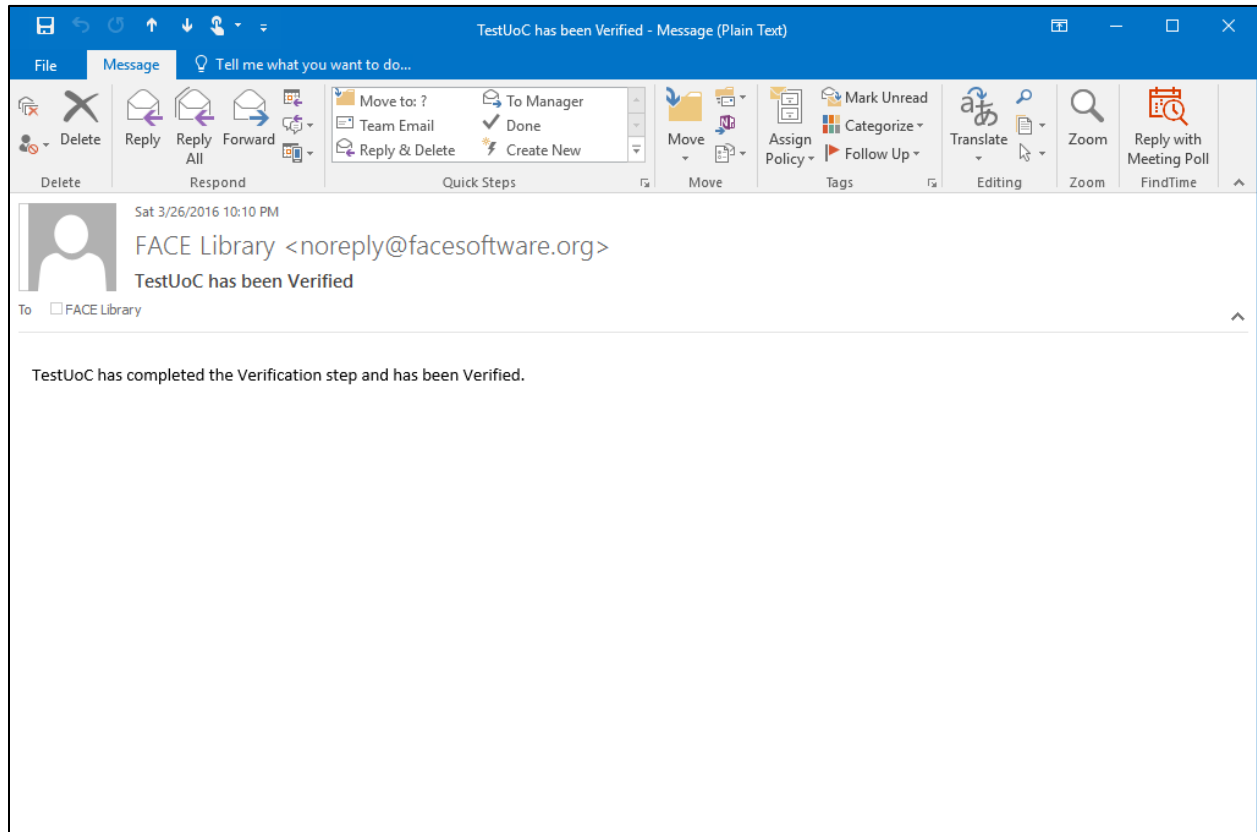 TestUoC has been Verified - Message (Plain Text)
File Message Tell me what you want to do...
Delete
Reply
Reply All
Forward
Move to: ? To Manager
Team Email Done
Reply & Delete Create New
Move
Assign Policy
Mark Unread
Categorize
Follow Up
Translate
Zoom
Reply with Meeting Poll
Delete Respond Quick Steps Move Tags Editing Zoom FindTime
Sat 3/26/2016 10:10 PM
FACE Library <noreply@facesoftware.org>
TestUoC has been Verified
To FACE Library
TestUoC has completed the Verification step and has been Verified.